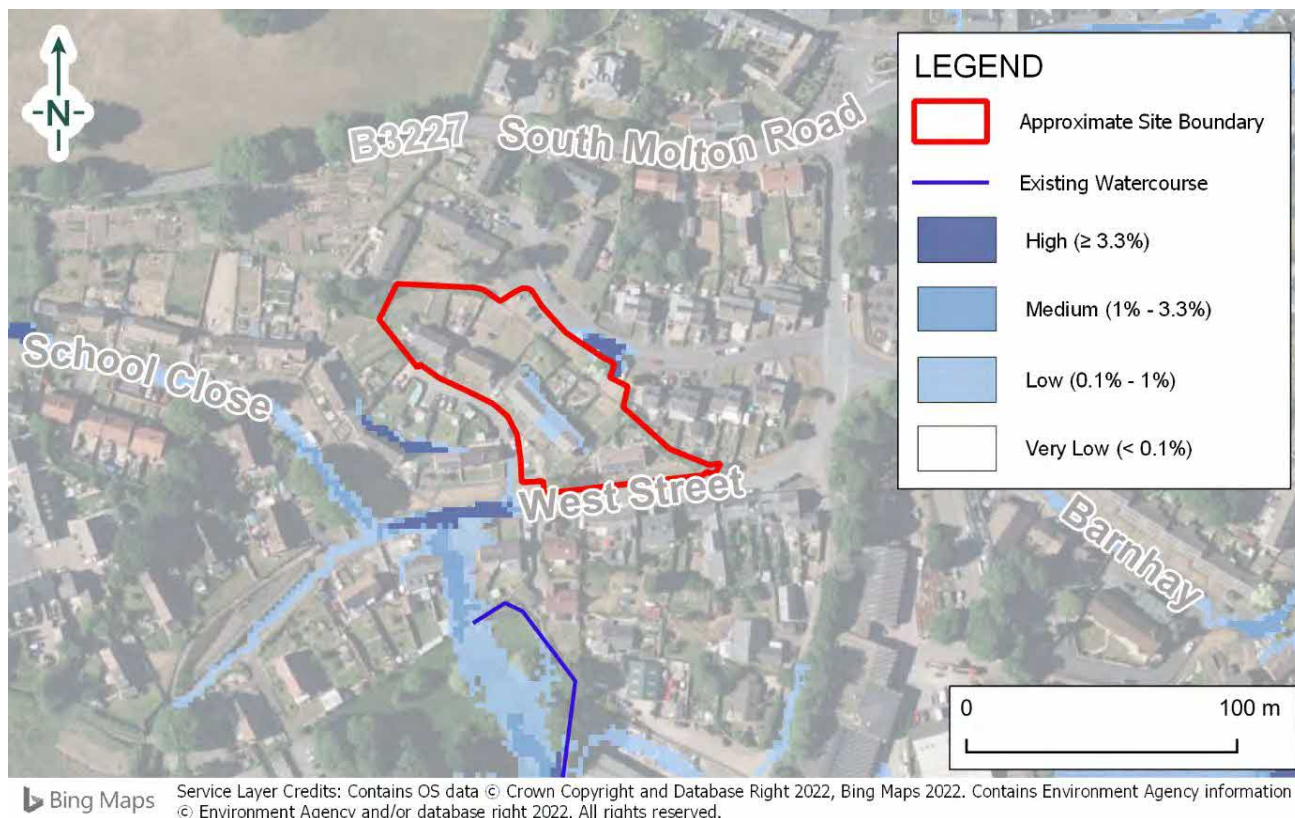 N
B3227 South Molton Road
School Close
West Street
Barnhay
LEGEND
Approximate Site Boundary
Existing Watercourse
High (≥ 3.3%)
Medium (1% - 3.3%)
Low (0.1% - 1%)
Very Low (< 0.1%)
0 100 m
Bing Maps
Service Layer Credits: Contains OS data © Crown Copyright and Database Right 2022, Bing Maps 2022. Contains Environment Agency information
© Environment Agency and/or database right 2022. All rights reserved.